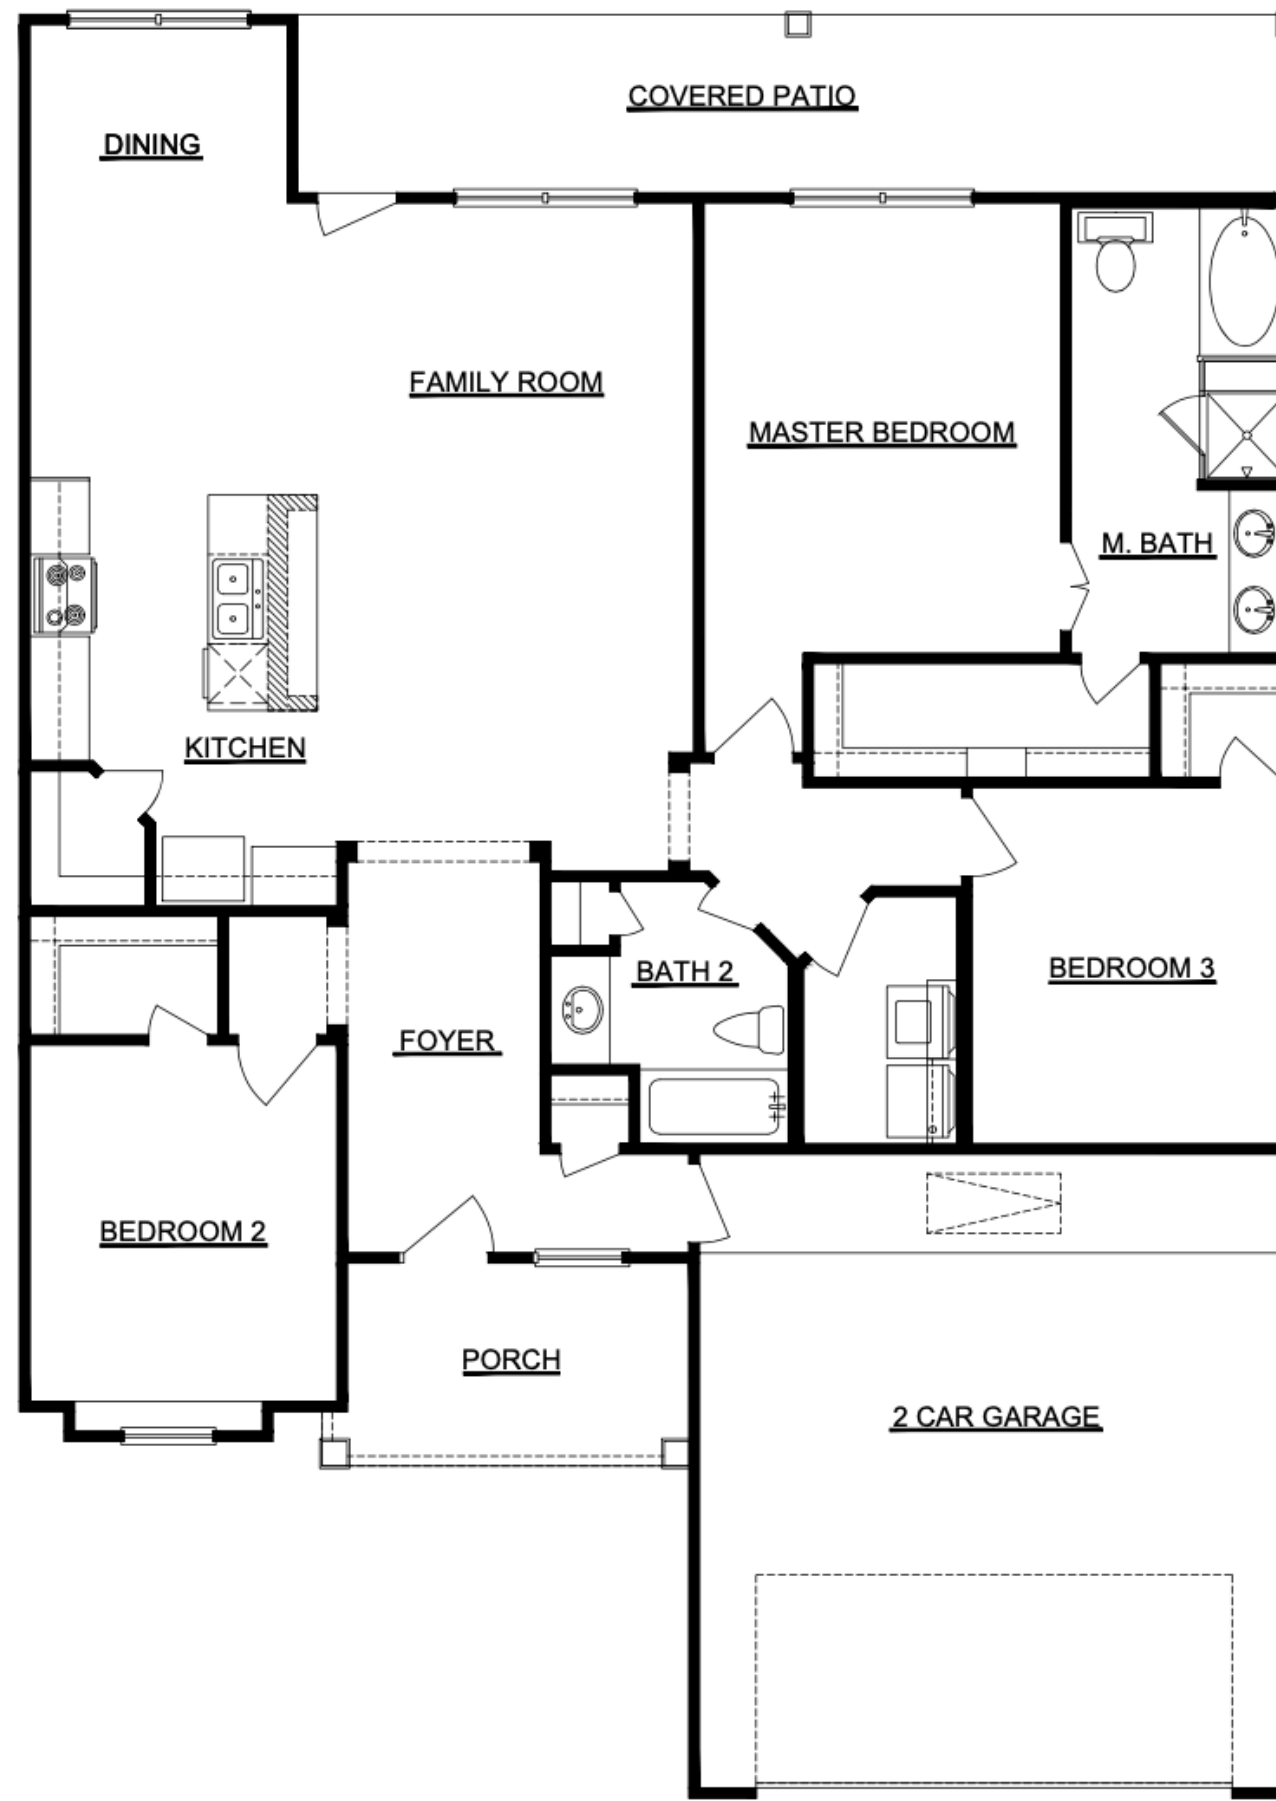 COVERED PATIO
DINING
FAMILY ROOM
MASTER BEDROOM
M. BATH
KITCHEN
BATH 2
BEDROOM 3
FOYER
BEDROOM 2
PORCH
2 CAR GARAGE